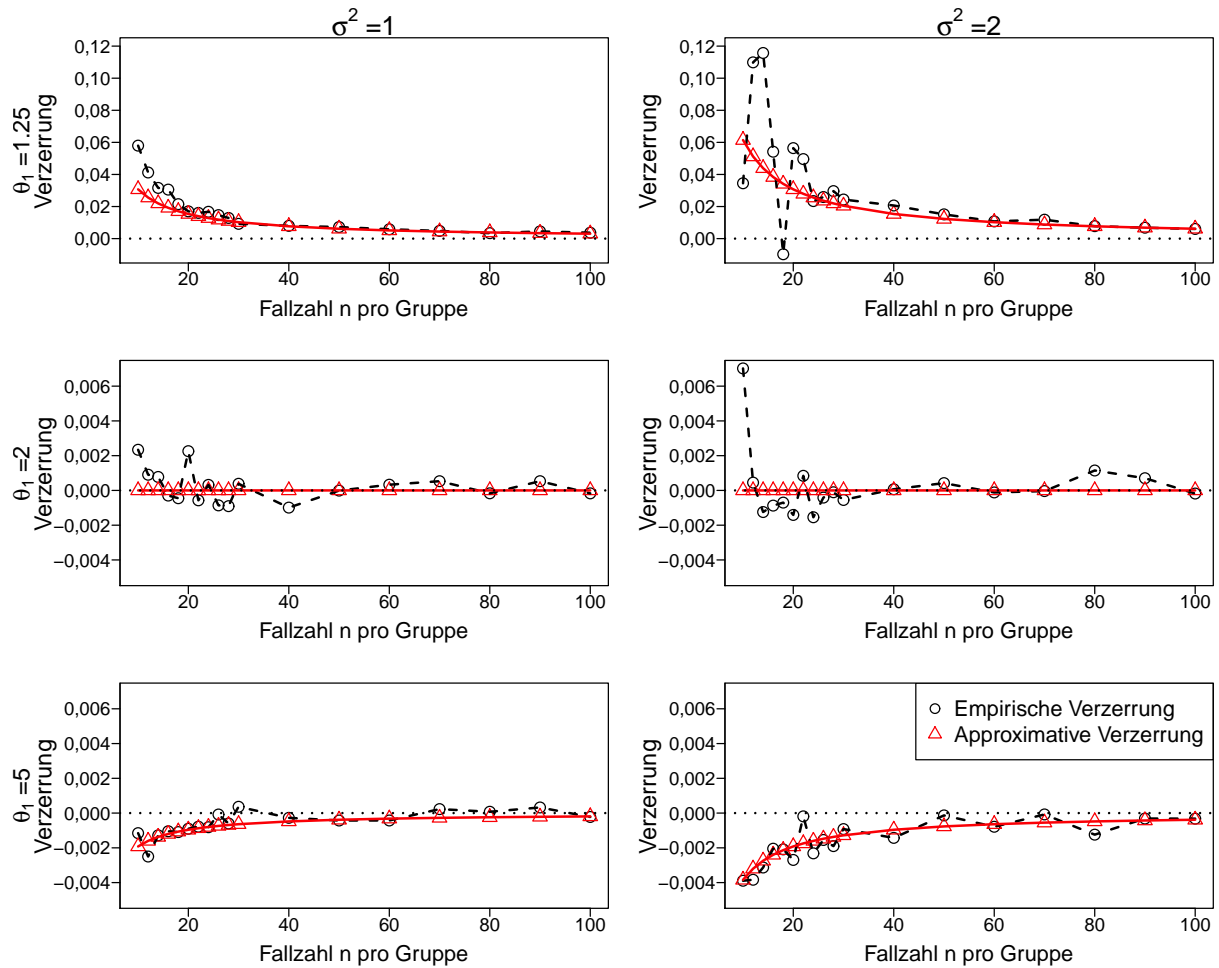 σ² =1
σ² =2
θ₁ =1.25
Verzerrung
0,12
0,10
0,08
0,06
0,04
0,02
0,00
20 40 60 80 100
Fallzahl n pro Gruppe
Verzerrung
0,12
0,10
0,08
0,06
0,04
0,02
0,00
20 40 60 80 100
Fallzahl n pro Gruppe
θ₁ =2
Verzerrung
0,006
0,004
0,002
0,000
−0,002
−0,004
20 40 60 80 100
Fallzahl n pro Gruppe
Verzerrung
0,006
0,004
0,002
0,000
−0,002
−0,004
20 40 60 80 100
Fallzahl n pro Gruppe
θ₁ =5
Verzerrung
0,006
0,004
0,002
0,000
−0,002
−0,004
20 40 60 80 100
Fallzahl n pro Gruppe
Verzerrung
0,006
0,004
0,002
0,000
−0,002
−0,004
20 40 60 80 100
Fallzahl n pro Gruppe
Empirische Verzerrung
Approximative Verzerrung